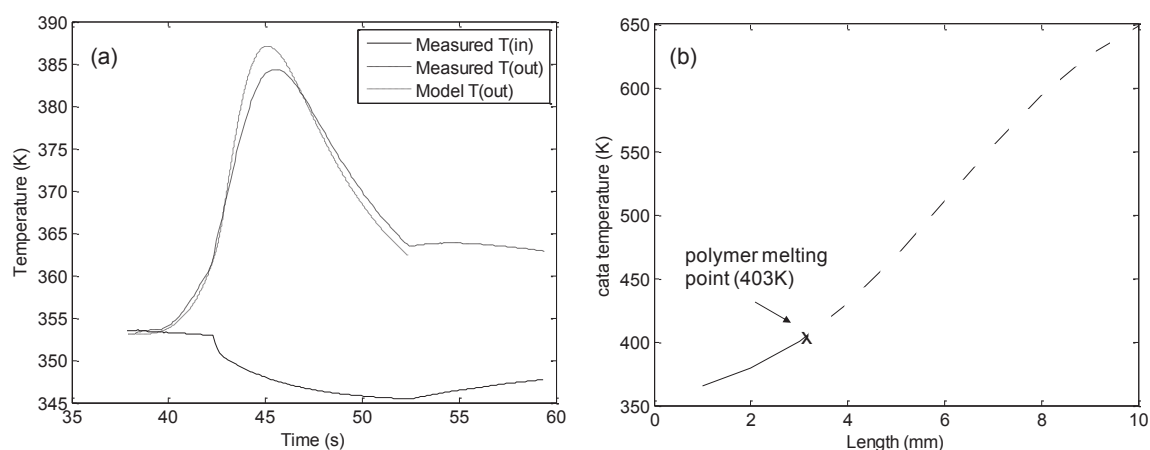 (a)
Measured T(in)
Measured T(out)
Model T(out)
390
385
380
375
370
365
360
355
350
345
35
40
45
50
55
60
Temperature (K)
Time (s)
(b)
polymer melting
point (403K)
X
650
600
550
500
450
400
350
0
2
4
6
8
10
cata temperature (K)
Length (mm)